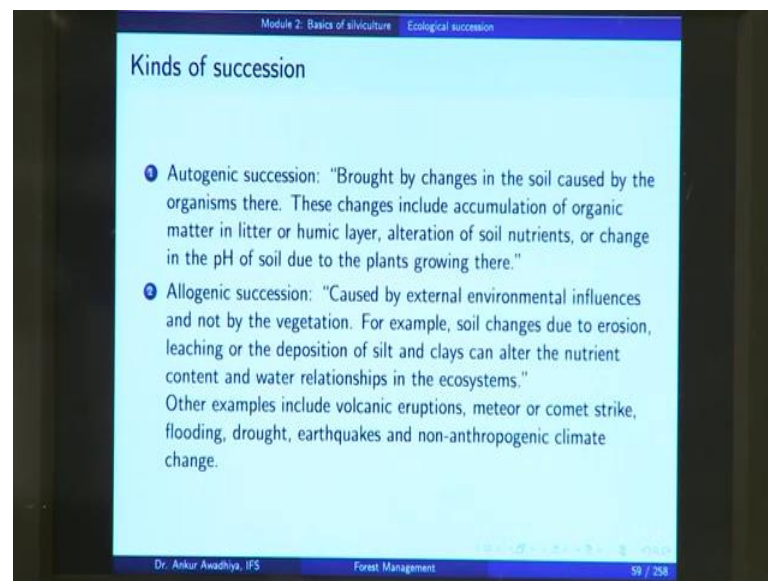 Module 2: Basics of silviculture Ecological succession
Kinds of succession
1 Autogenic succession: "Brought by changes in the soil caused by the
organisms there. These changes include accumulation of organic
matter in litter or humic layer, alteration of soil nutrients, or change
in the pH of soil due to the plants growing there."
2 Allogenic succession: "Caused by external environmental influences
and not by the vegetation. For example, soil changes due to erosion,
leaching or the deposition of silt and clays can alter the nutrient
content and water relationships in the ecosystems."
Other examples include volcanic eruptions, meteor or comet strike,
flooding, drought, earthquakes and non-anthropogenic climate
change.
Dr. Ankur Awadhiya, IFS Forest Management 59 / 258